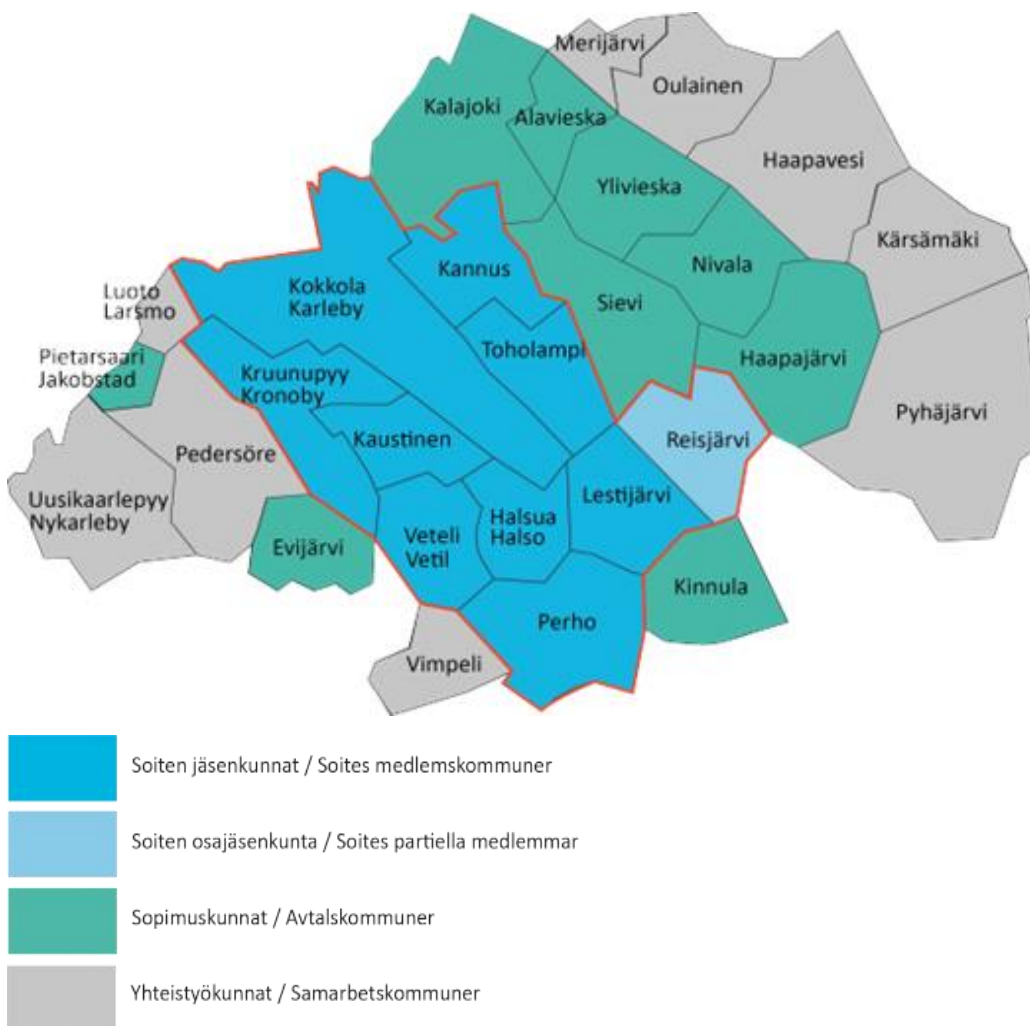 Merijärvi
Oulainen
Kalajoki
Alavieska
Haapavesi
Ylivieska
Kärsämäki
Nivala
Kannus
Kokkola
Karleby
Sievi
Luoto
Larsmo
Toholampi
Haapajärvi
Pietarsaari
Jakobstad
Kruunupyy
Kronoby
Pyhäjärvi
Kaustinen
Reisjärvi
Pedersöre
Uusikaarlepyy
Nykarleby
Lestijärvi
Halsua
Halso
Veteli
Vetil
Evijärvi
Kinnula
Perho
Vimpeli
Soiten jäsenkunnat / Soites medlemskommuner
Soiten osajäsenkunta / Soites partiella medlemmar
Sopimuskunnat / Avtalskommuner
Yhteistyökunnat / Samarbetskommuner